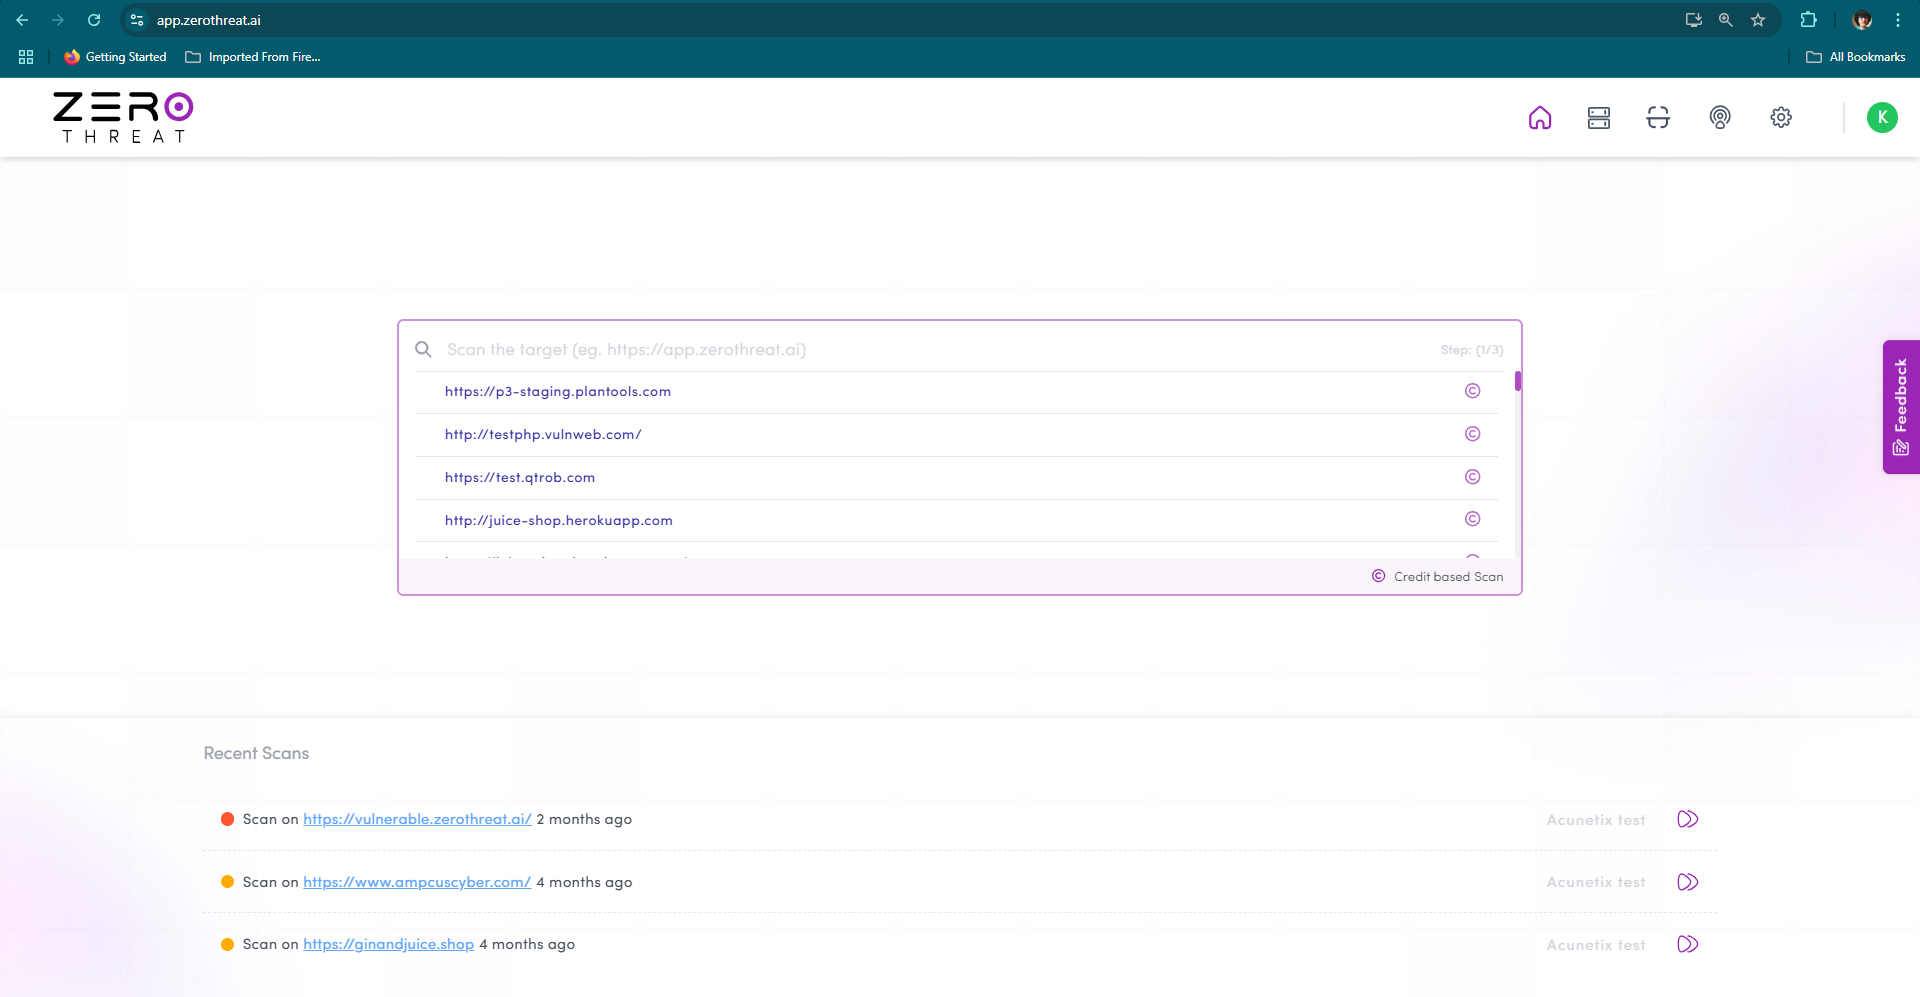 app.zerothreat.ai
Getting Started
Imported From Fire...
All Bookmarks
ZERO
THREAT
K
Scan the target (eg. https://app.zerothreat.ai)
Step: (1/3)
https://p3-staging.plantools.com
http://testphp.vulnweb.com/
https://test.qtrob.com
http://juice-shop.herokuapp.com
Credit based Scan
Feedback
Recent Scans
Scan on https://vulnerable.zerothreat.ai/ 2 months ago
Acunetix test
Scan on https://www.ampcuscyber.com/ 4 months ago
Acunetix test
Scan on https://ginandjuice.shop 4 months ago
Acunetix test